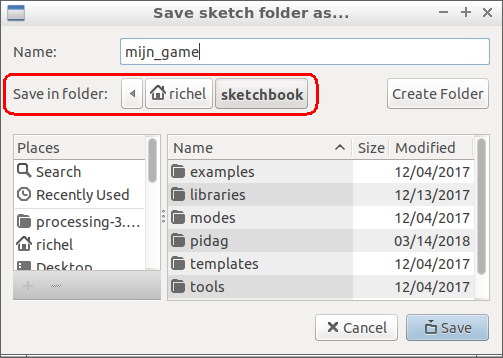 Save sketch folder as...
Name: mijn_game
Save in folder: richel sketchbook Create Folder
Places
Search
Recently Used
processing-3....
richel
Desktop
Name Size Modified
examples 12/04/2017
libraries 12/13/2017
modes 12/04/2017
pidag 03/14/2018
templates 12/04/2017
tools 12/04/2017
Cancel Save